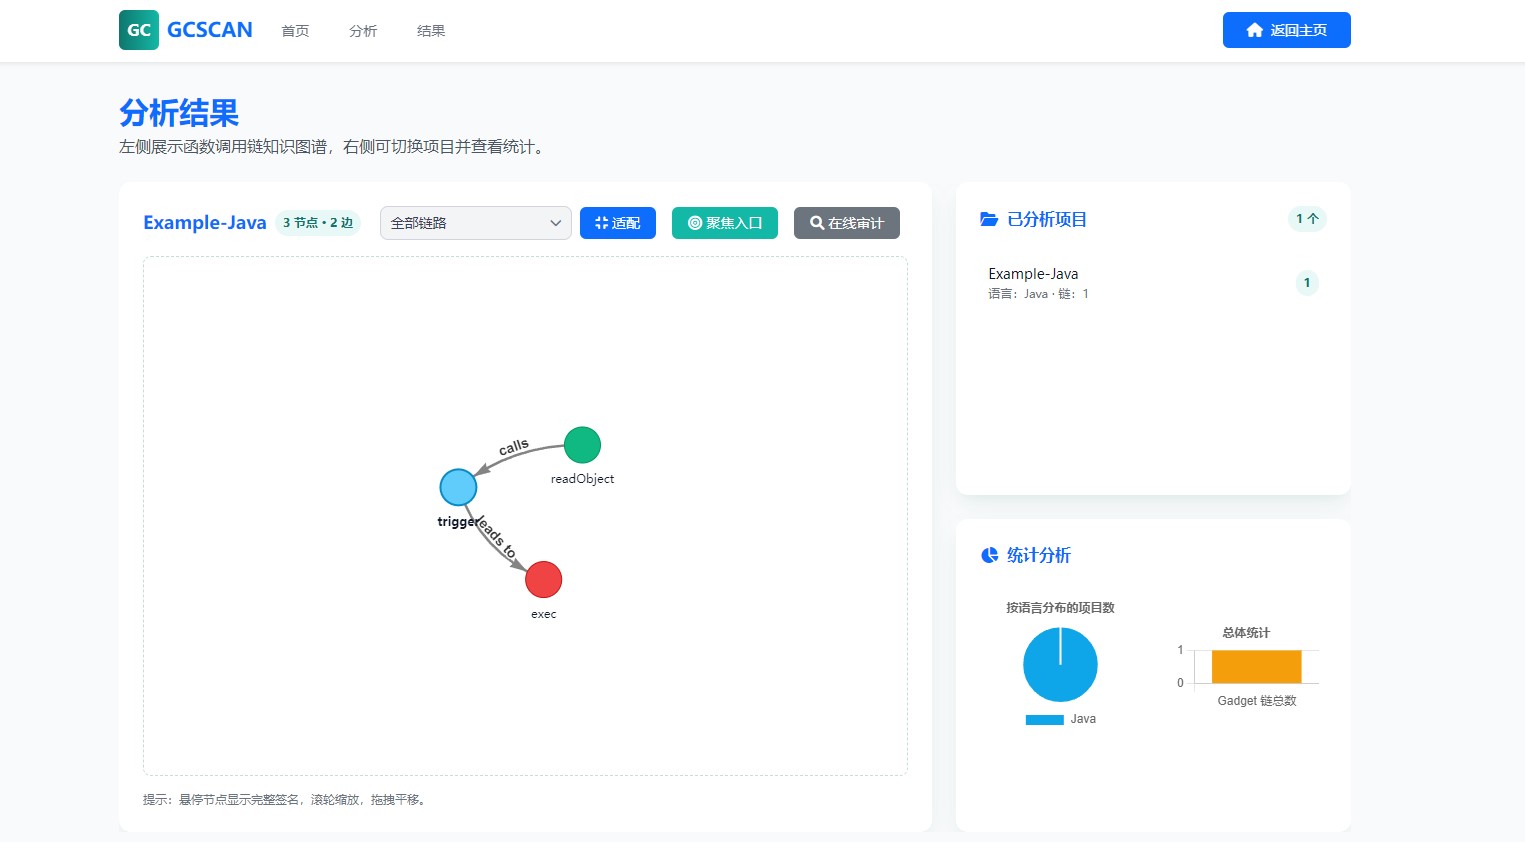 GC GCSCAN 首页 分析 结果 返回主页
分析结果
左侧展示函数调用链知识图谱，右侧可切换项目并查看统计。
Example-Java 3 节点 • 2 边 全部链路 适配 聚焦入口 在线审计
calls
readObject
trigger
leads to
exec
提示：悬停节点显示完整签名，滚轮缩放，拖拽平移。
已分析项目 1 个
Example-Java
语言：Java · 链：1
1
统计分析
按语言分布的项目数
Java
总体统计
1
0
Gadget 链总数